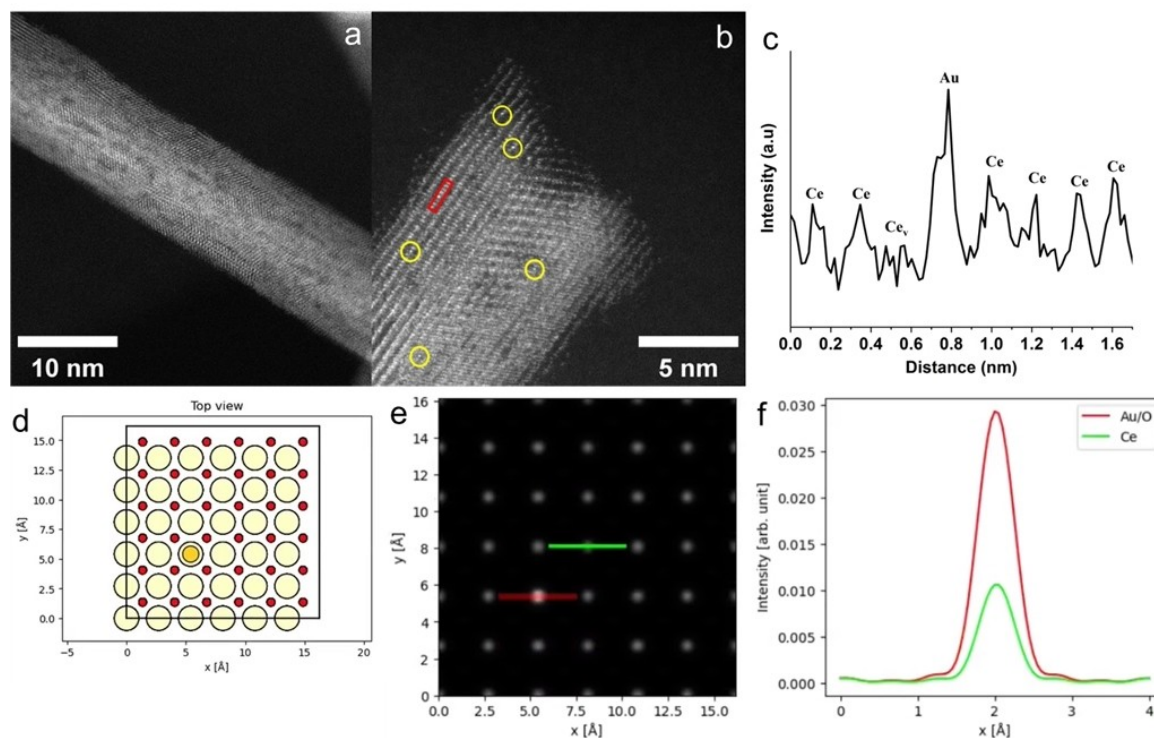 a
10 nm
b
5 nm
c
Intensity (a.u)
Au
Ce
Ce
Ceᵥ
Ce
Ce
Ce
Ce
0.0 0.2 0.4 0.6 0.8 1.0 1.2 1.4 1.6
Distance (nm)
d
Top view
y [Å]
15.0
12.5
10.0
7.5
5.0
2.5
0.0
−5 0 5 10 15 20
x [Å]
e
y [Å]
16
14
12
10
8
6
4
2
0
0.0 2.5 5.0 7.5 10.0 12.5 15.0
x [Å]
f
Intensity [arb. unit]
0.030
0.025
0.020
0.015
0.010
0.005
0.000
Au/O
Ce
0 1 2 3 4
x [Å]